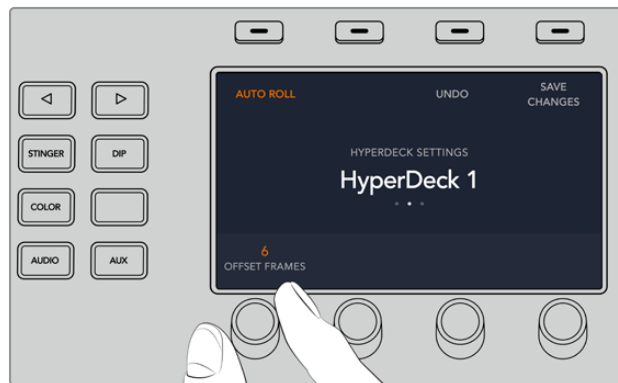 AUTO ROLL
UNDO
SAVE
CHANGES
STINGER
DIP
HYPERDECK SETTINGS
HyperDeck 1
COLOR
AUDIO
AUX
6
OFFSET FRAMES